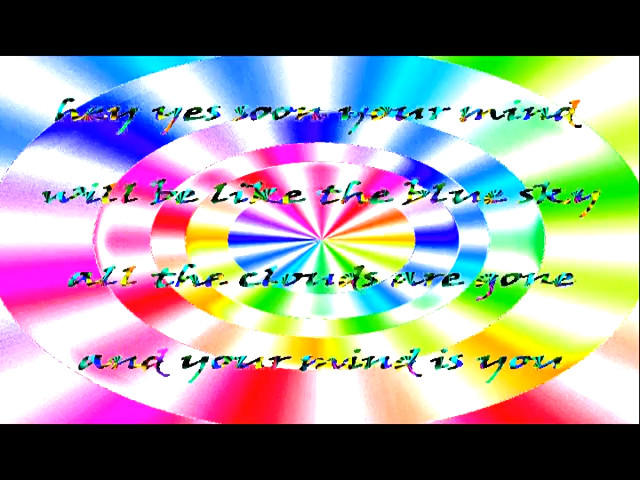 hey yes soon your mind
will be like the blue sky
all the clouds are gone
and your mind is you